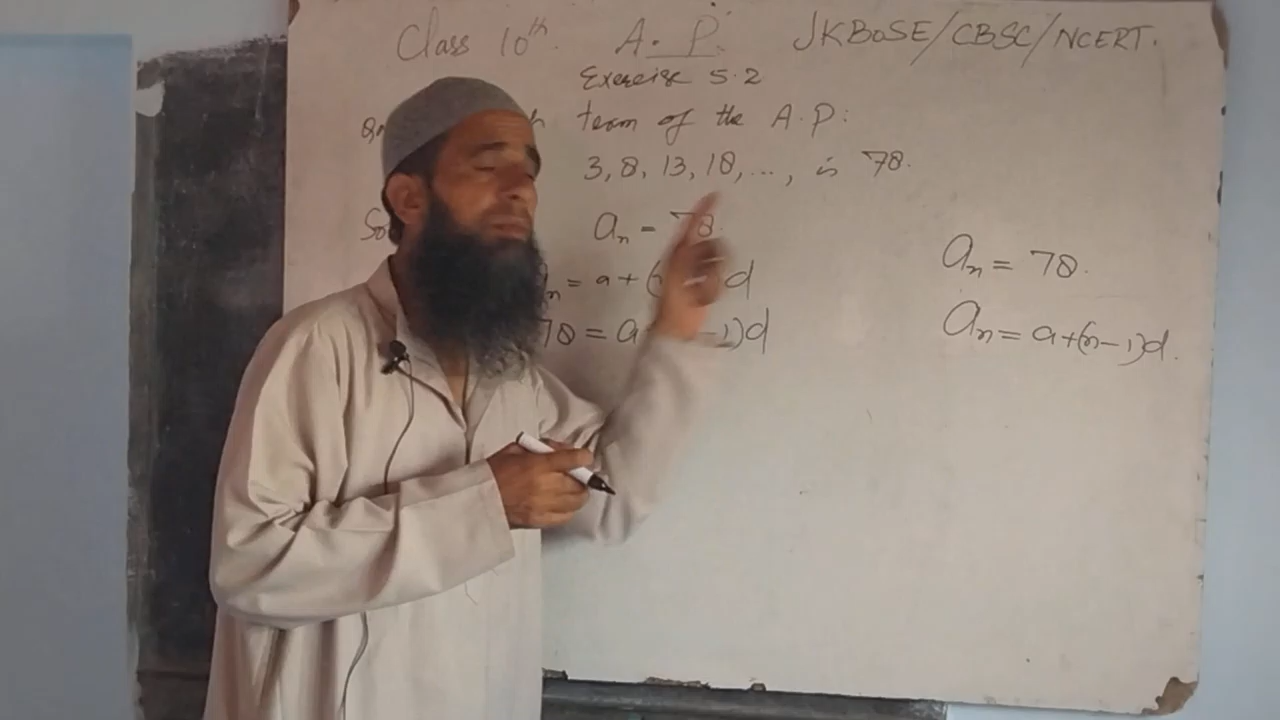 Class 10th. A. P. JKBOSE/CBSC/NCERT.
Exercise 5.2
term of the A.P:
3, 8, 13, 18, ..., is 78.
aₙ = 78.
= a + d
78 = a -1)d
aₙ = 78.
aₙ = a+(n-1)d.